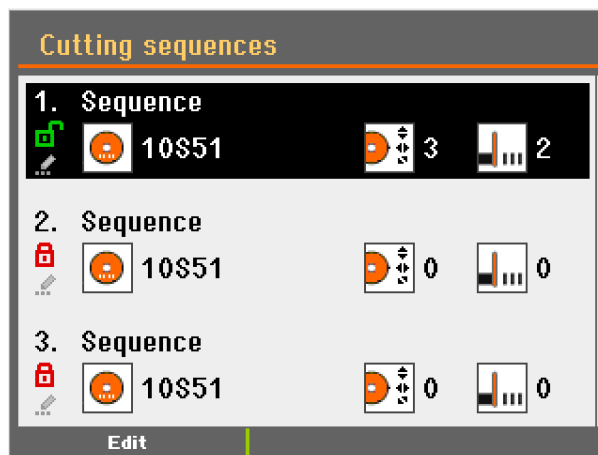 Cutting sequences
1. Sequence
10S51 3 2
2. Sequence
10S51 0 0
3. Sequence
10S51 0 0
Edit